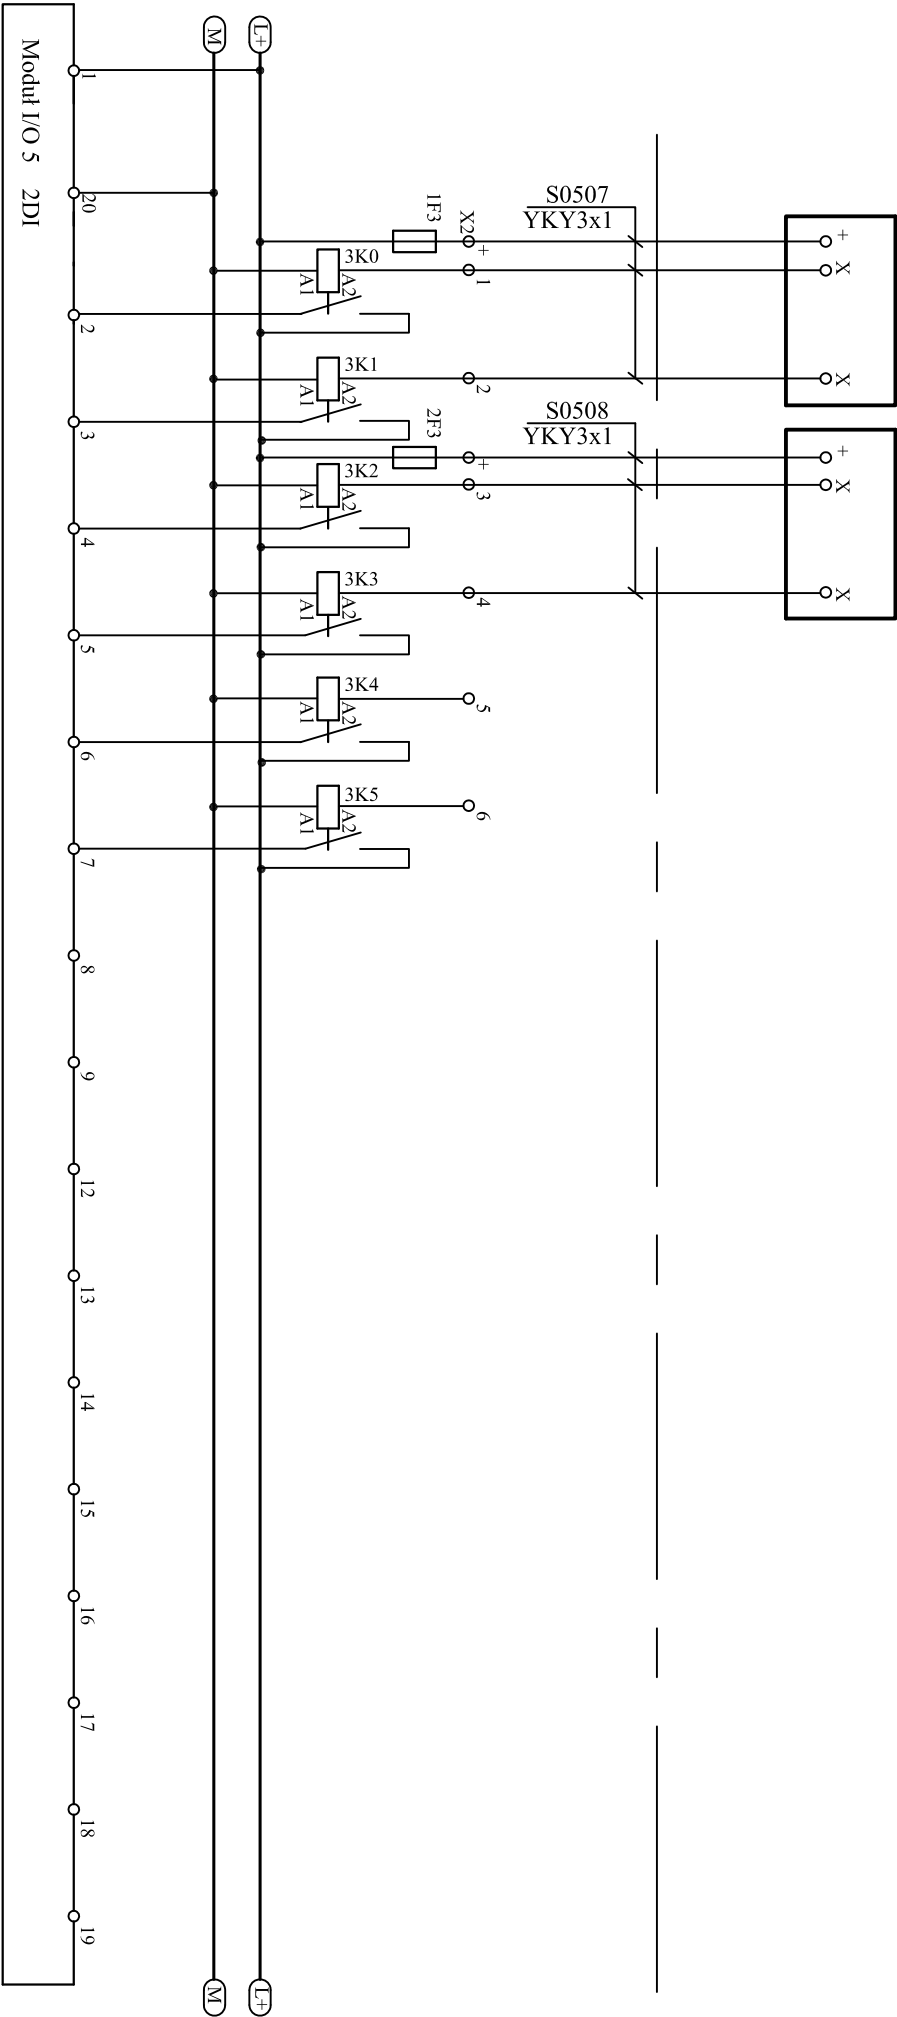 Moduł I/O 5 2DI
M
L+
1
20
S0507
YKY3x1
1F3
X2
+
+
3K0
A1
A2
1
X
2
3K1
A1
A2
2
X
3
S0508
YKY3x1
2F3
+
+
3K2
A1
A2
3
X
4
3K3
A1
A2
4
X
5
3K4
A1
A2
5
6
3K5
A1
A2
6
7
8
9
12
13
14
15
16
17
18
19
M
L+